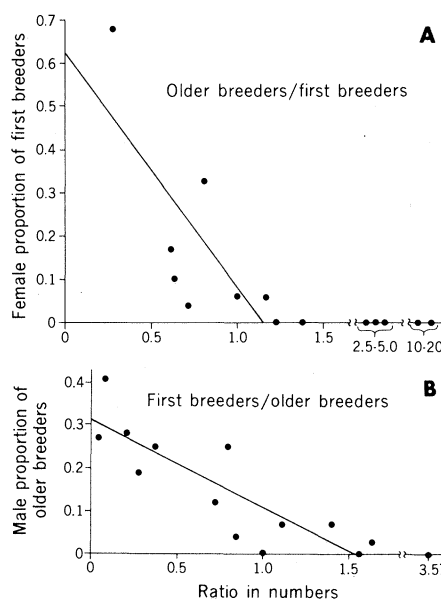 A
Older breeders/first breeders
Female proportion of first breeders
0.7
0.6
0.5
0.4
0.3
0.2
0.1
0
0 0.5 1.0 1.5 2.5-5.0 10-20
B
First breeders/older breeders
Male proportion of
older breeders
0.4
0.3
0.2
0.1
0
0 0.5 1.0 1.5 3.57
Ratio in numbers